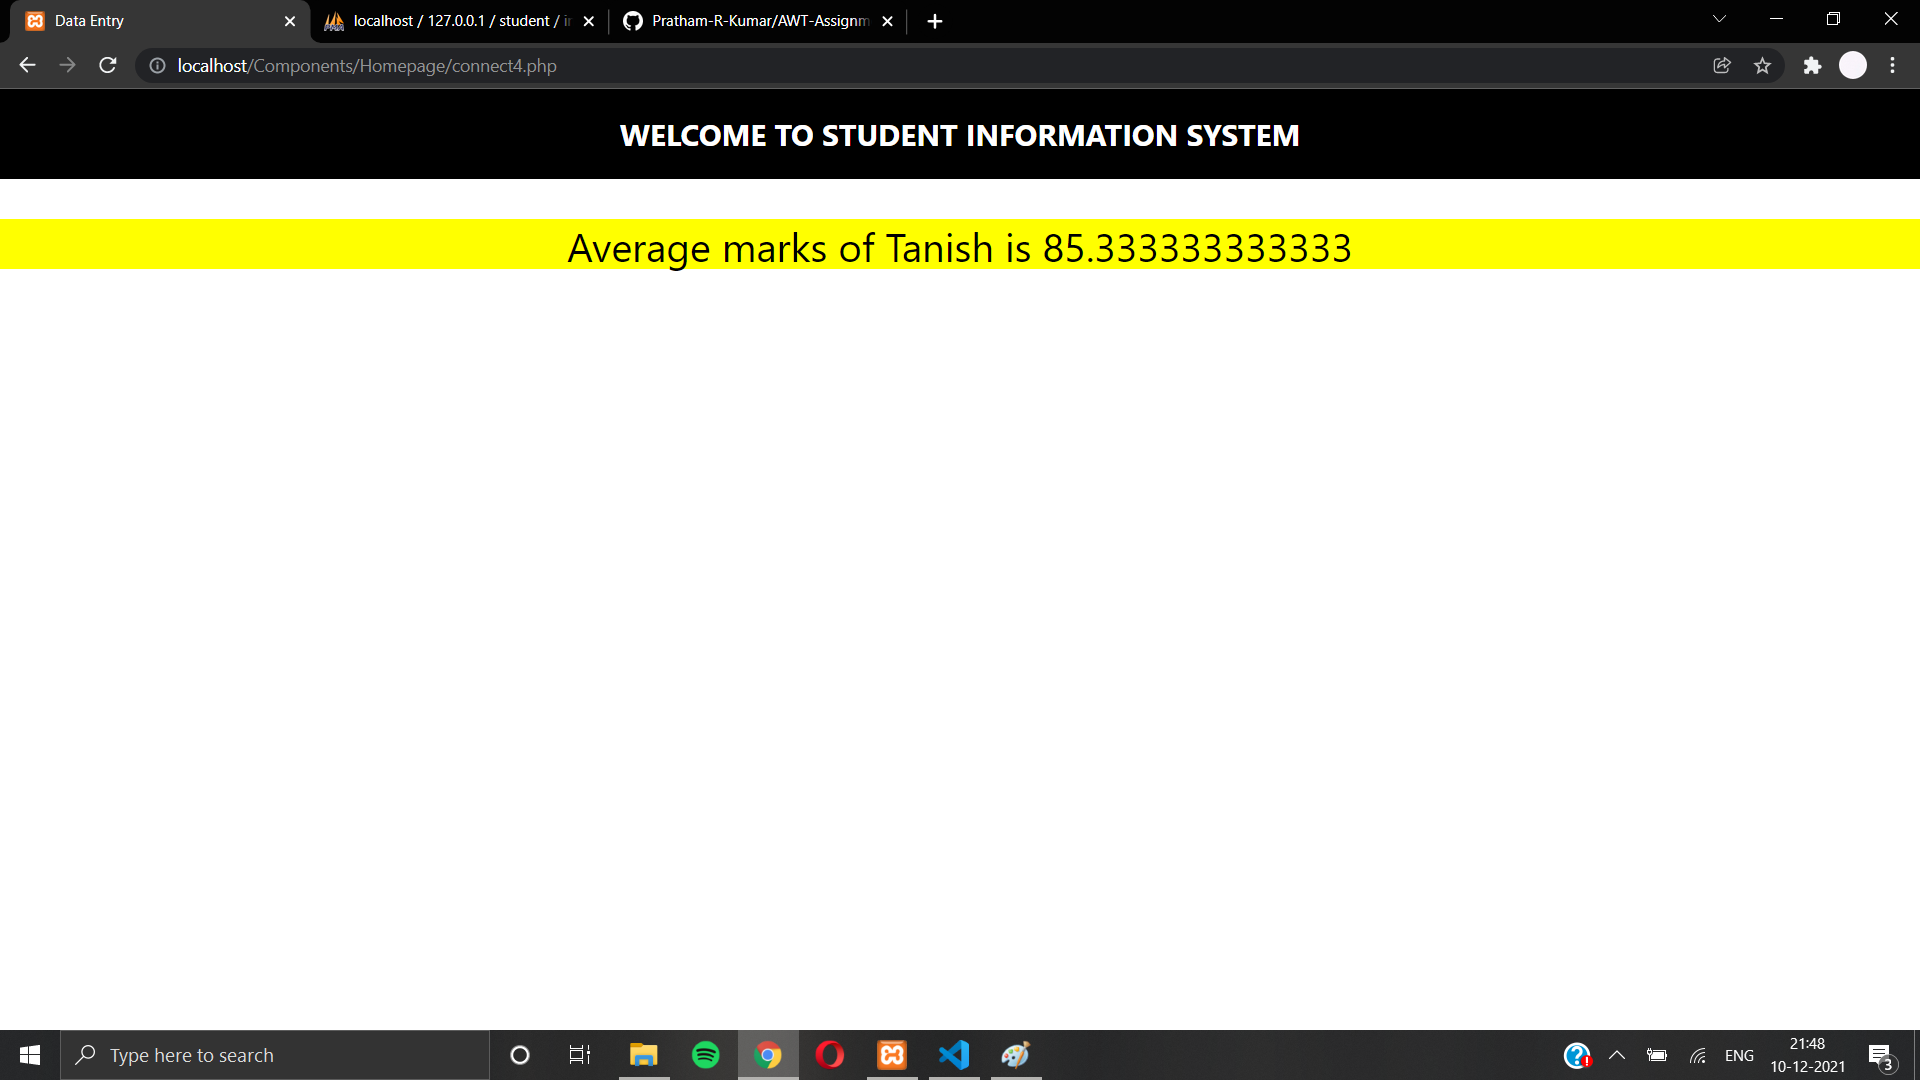 Data Entry
localhost / 127.0.0.1 / student / i
Pratham-R-Kumar/AWT-Assignm
localhost/Components/Homepage/connect4.php
WELCOME TO STUDENT INFORMATION SYSTEM
Average marks of Tanish is 85.333333333333
Type here to search
ENG
21:48
10-12-2021
3